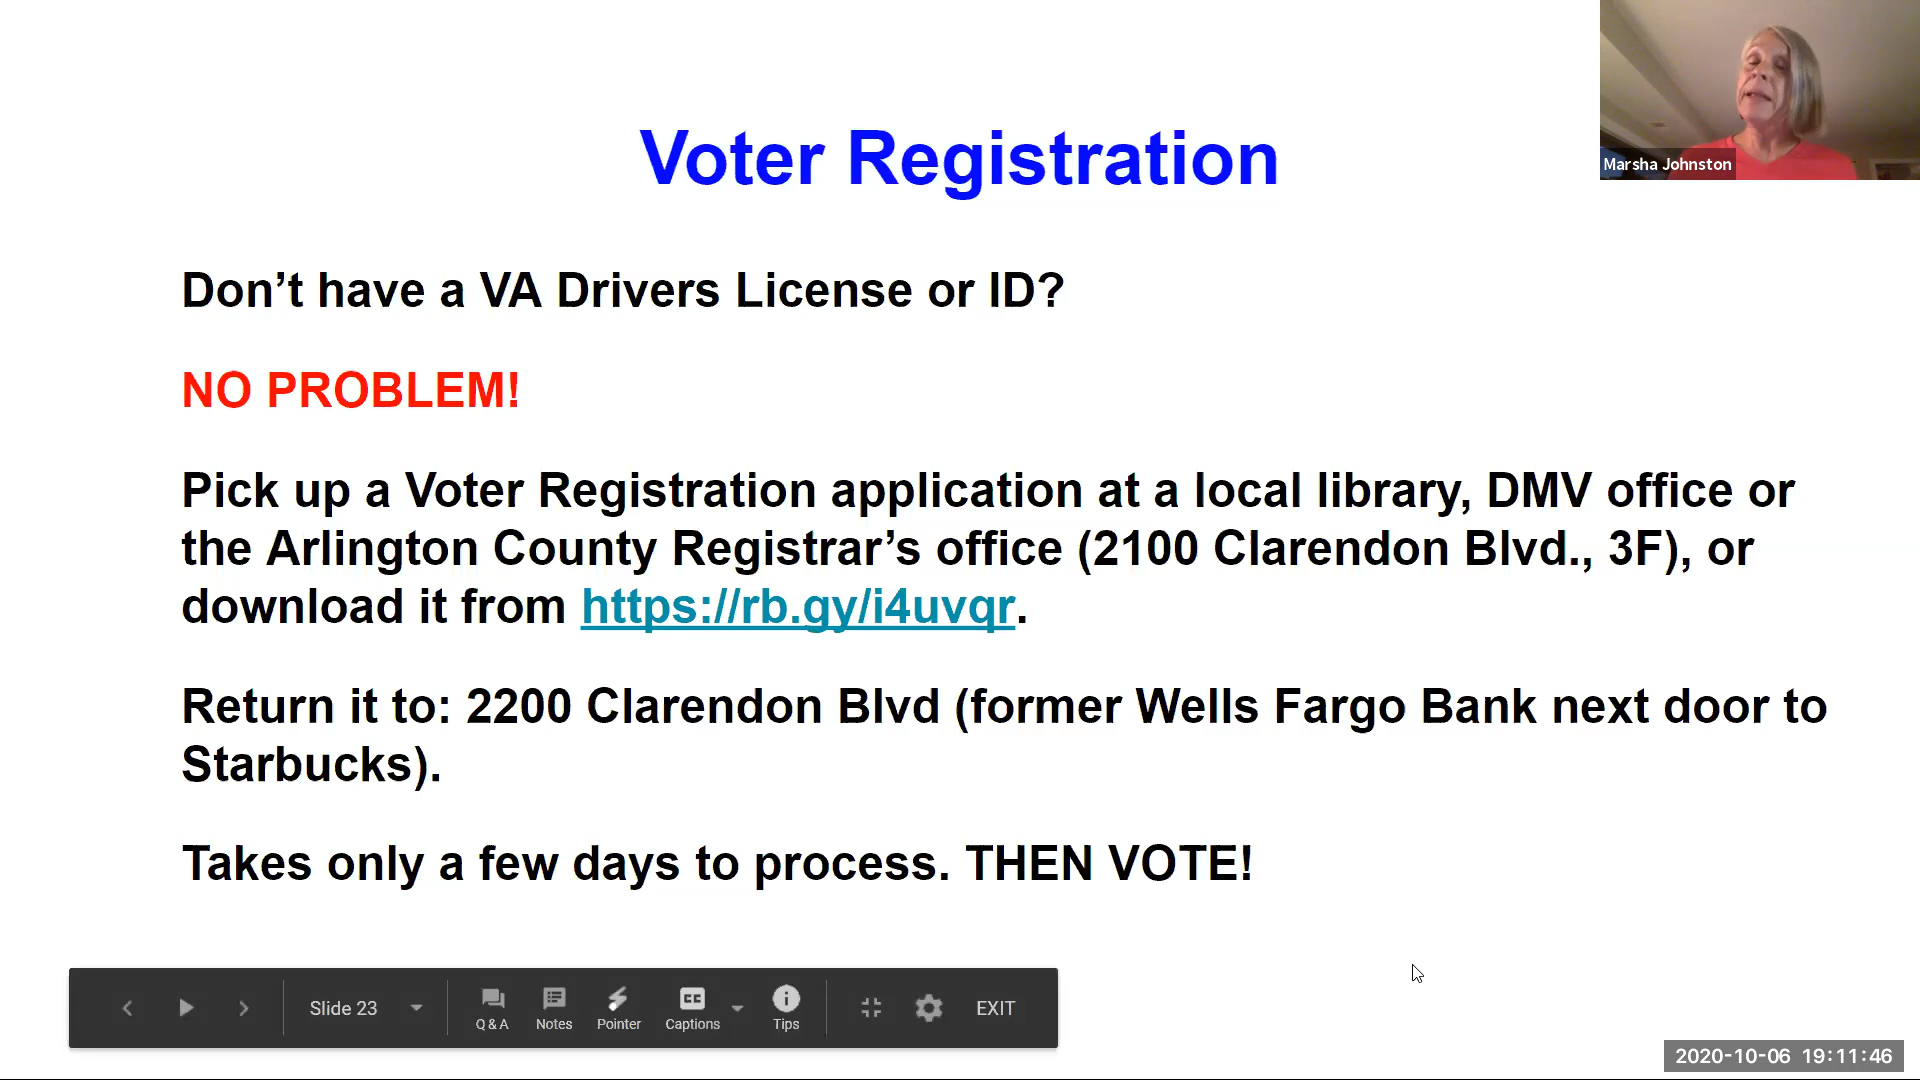 Voter Registration
Marsha Johnston
Don’t have a VA Drivers License or ID?
NO PROBLEM!
Pick up a Voter Registration application at a local library, DMV office or
the Arlington County Registrar’s office (2100 Clarendon Blvd., 3F), or
download it from https://rb.gy/i4uvqr.
Return it to: 2200 Clarendon Blvd (former Wells Fargo Bank next door to
Starbucks).
Takes only a few days to process. THEN VOTE!
Slide 23
Q & A
Notes
Pointer
CC
Captions
Tips
EXIT
2020-10-06 19:11:46